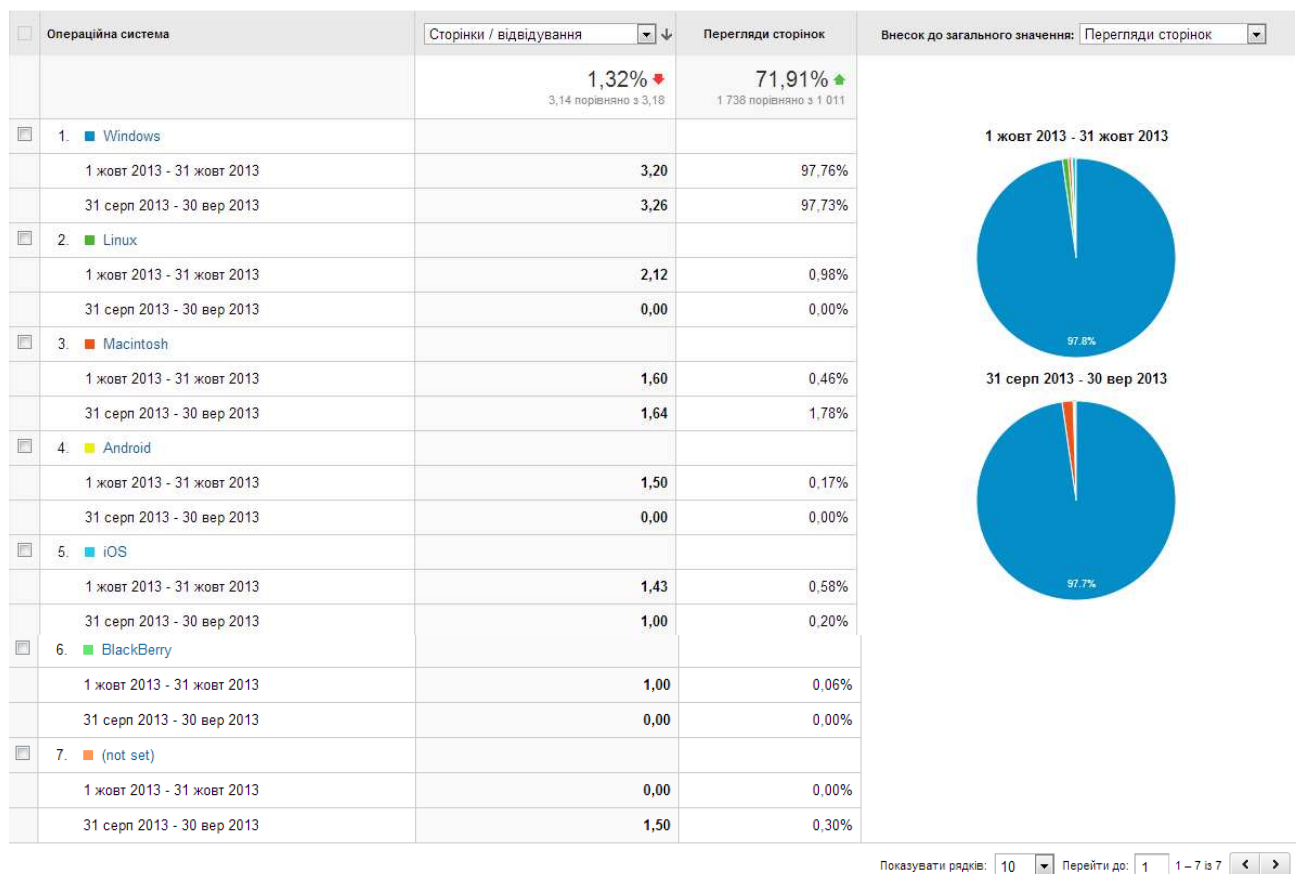 Операційна система Сторінки / відвідування Перегляди сторінок Внесок до загального значення: Перегляди сторінок
1,32% 71,91%
3,14 порівняно з 3,18 1 738 порівняно з 1 011
1. Windows
1 жовт 2013 - 31 жовт 2013 3,20 97,76%
31 серп 2013 - 30 вер 2013 3,26 97,73%
2. Linux
1 жовт 2013 - 31 жовт 2013 2,12 0,98%
31 серп 2013 - 30 вер 2013 0,00 0,00%
3. Macintosh
1 жовт 2013 - 31 жовт 2013 1,60 0,46%
31 серп 2013 - 30 вер 2013 1,64 1,78%
4. Android
1 жовт 2013 - 31 жовт 2013 1,50 0,17%
31 серп 2013 - 30 вер 2013 0,00 0,00%
5. iOS
1 жовт 2013 - 31 жовт 2013 1,43 0,58%
31 серп 2013 - 30 вер 2013 1,00 0,20%
6. BlackBerry
1 жовт 2013 - 31 жовт 2013 1,00 0,06%
31 серп 2013 - 30 вер 2013 0,00 0,00%
7. (not set)
1 жовт 2013 - 31 жовт 2013 0,00 0,00%
31 серп 2013 - 30 вер 2013 1,50 0,30%
1 жовт 2013 - 31 жовт 2013
97.8%
31 серп 2013 - 30 вер 2013
97.7%
Показувати рядків: 10 Перейти до: 1 1 – 7 із 7